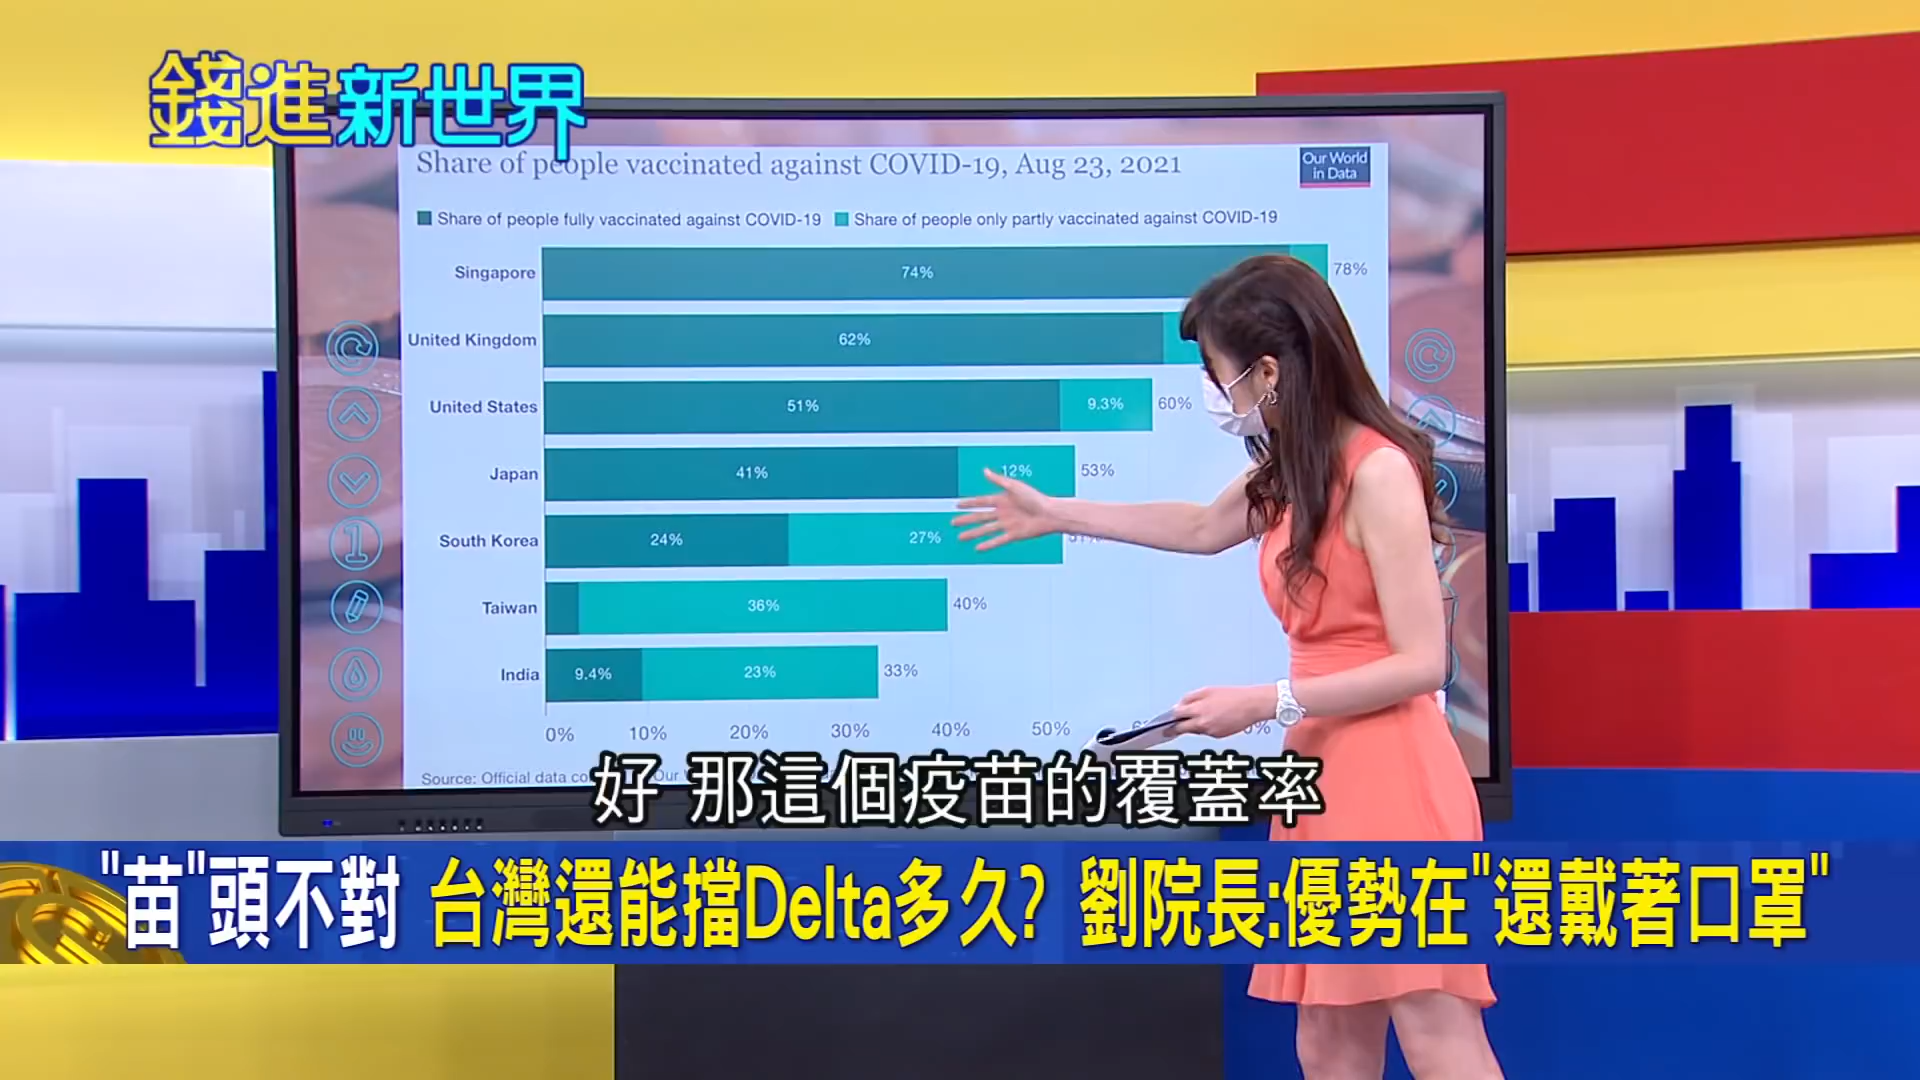 錢進新世界
Share of people vaccinated against COVID-19, Aug 23, 2021
Our World
in Data
Share of people fully vaccinated against COVID-19
Share of people only partly vaccinated against COVID-19
Singapore 74% 78%
United Kingdom 62%
United States 51% 9.3% 60%
Japan 41% 12% 53%
South Korea 24% 27%
Taiwan 36% 40%
India 9.4% 23% 33%
0% 10% 20% 30% 40% 50%
Source: Official data
好 那這個疫苗的覆蓋率
"苗"頭不對 台灣還能擋Delta多久? 劉院長:優勢在"還戴著口罩"